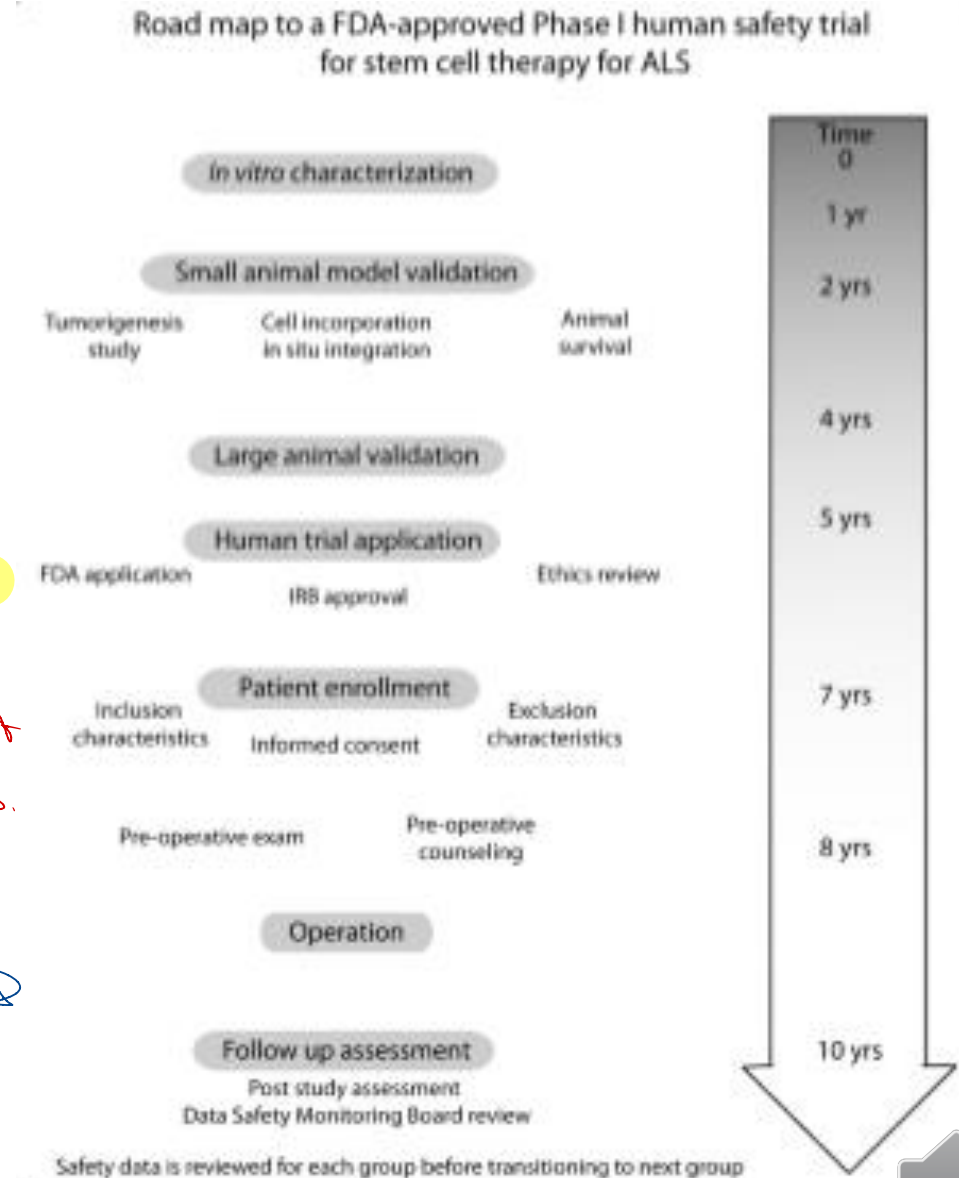 Road map to a FDA-approved Phase I human safety trial
for stem cell therapy for ALS
Time
0
In vitro characterization
1 yr
Small animal model validation
2 yrs
Tumorigenesis
study
Cell incorporation
in situ integration
Animal
survival
4 yrs
Large animal validation
5 yrs
Human trial application
FDA application
IRB approval
Ethics review
Patient enrollment
7 yrs
Inclusion
characteristics
Informed consent
Exclusion
characteristics
Pre-operative exam
Pre-operative
counseling
8 yrs
Operation
Follow up assessment
10 yrs
Post study assessment
Data Safety Monitoring Board review
Safety data is reviewed for each group before transitioning to next group